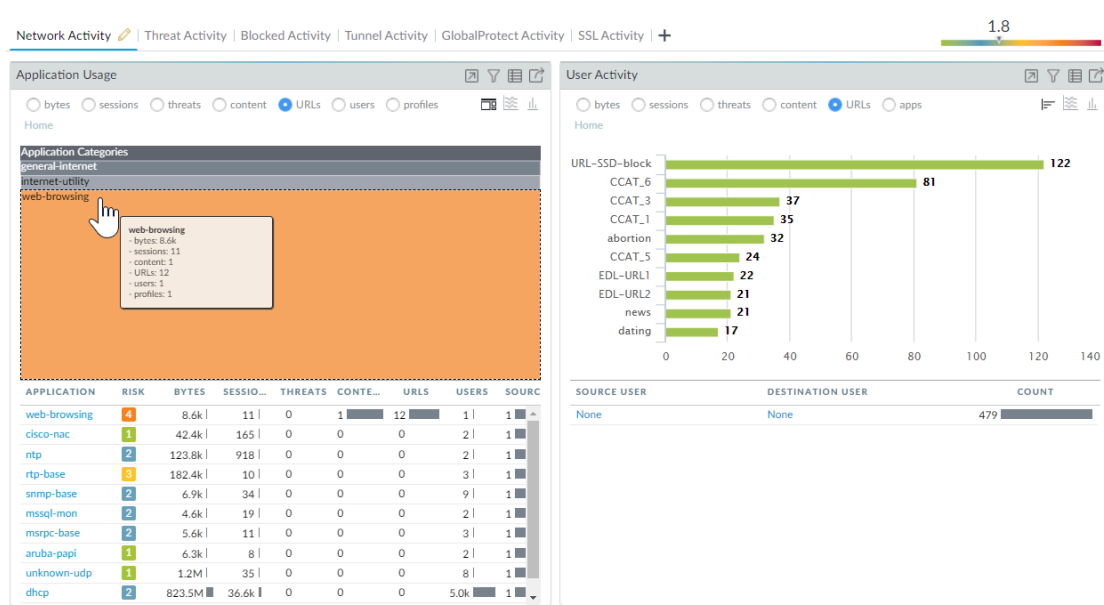 Network Activity | Threat Activity | Blocked Activity | Tunnel Activity | GlobalProtect Activity | SSL Activity | +
1.8
Application Usage
bytes sessions threats content URLs users profiles
Home
Application Categories
general-internet
internet-utility
web-browsing
web-browsing
- bytes: 8.6k
- sessions: 11
- content: 1
- URLs: 12
- users: 1
- profiles: 1
APPLICATION RISK BYTES SESSIO... THREATS CONTE... URLS USERS SOURC
web-browsing 4 8.6k 11 0 1 12 1 1
cisco-nac 1 42.4k 165 0 0 0 2 1
ntp 2 123.8k 918 0 0 0 2 1
rtp-base 3 182.4k 10 0 0 0 3 1
snmp-base 2 6.9k 34 0 0 0 9 1
mssql-mon 2 4.6k 19 0 0 0 2 1
msrpc-base 2 5.6k 11 0 0 0 3 1
aruba-papi 1 6.3k 8 0 0 0 2 1
unknown-udp 1 1.2M 35 0 0 0 8 1
dhcp 2 823.5M 36.6k 0 0 0 5.0k 1
User Activity
bytes sessions threats content URLs apps
Home
URL-SSD-block 122
CCAT_6 81
CCAT_3 37
CCAT_1 35
abortion 32
CCAT_5 24
EDL-URL1 22
EDL-URL2 21
news 21
dating 17
0 20 40 60 80 100 120 140
SOURCE USER DESTINATION USER COUNT
None None 479